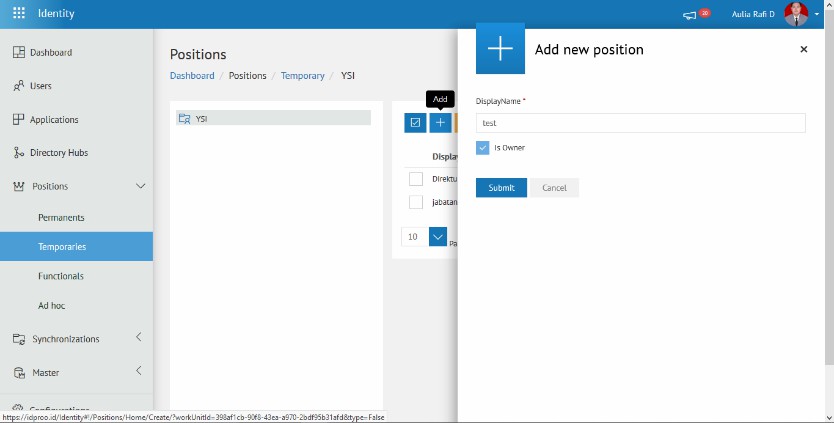 Identity
20
Aulia Rafi D
Dashboard
Users
Applications
Directory Hubs
Positions
Permanents
Temporaries
Functionals
Ad hoc
Synchronizations
Master
Configurations
Positions
Dashboard / Positions / Temporary / YSI
YSI
Add
Displa
Direktu
jabatan
10
Pa
Add new position
DisplayName *
test
Is Owner
Submit
Cancel
https://idproo.id/Identity#!/Positions/Home/Create/?workUnitId=398af1cb-90f8-43ea-a970-2bdf95b31afd&type=False